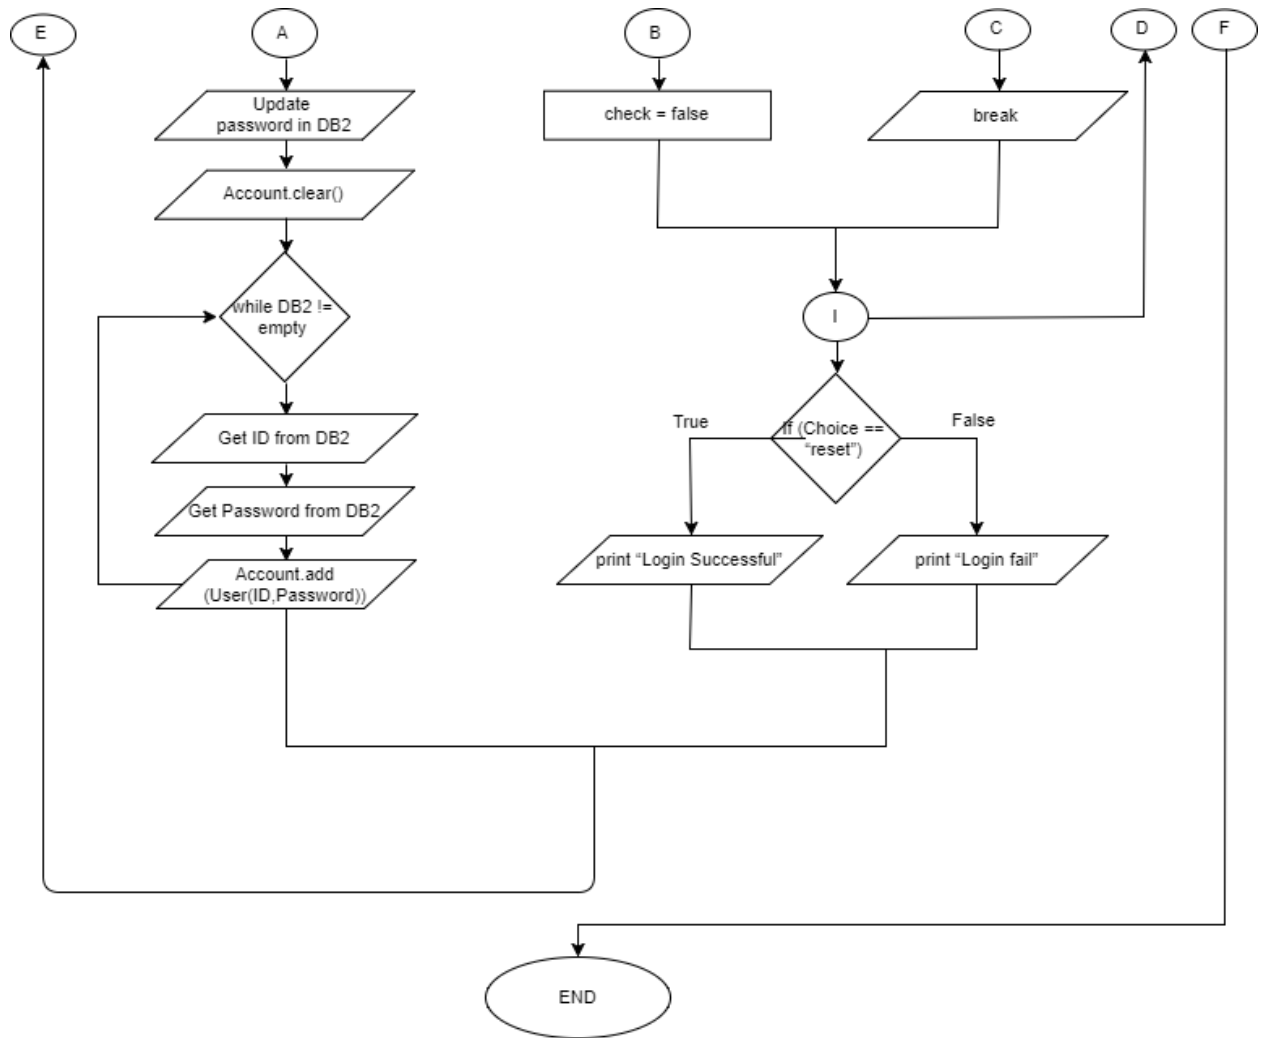 E
A
B
C
D
F
Update
password in DB2
check = false
break
Account.clear()
while DB2 !=
empty
I
True
False
If (Choice ==
“reset”)
Get ID from DB2
Get Password from DB2
Account.add
(User(ID,Password))
print “Login Successful”
print “Login fail”
END